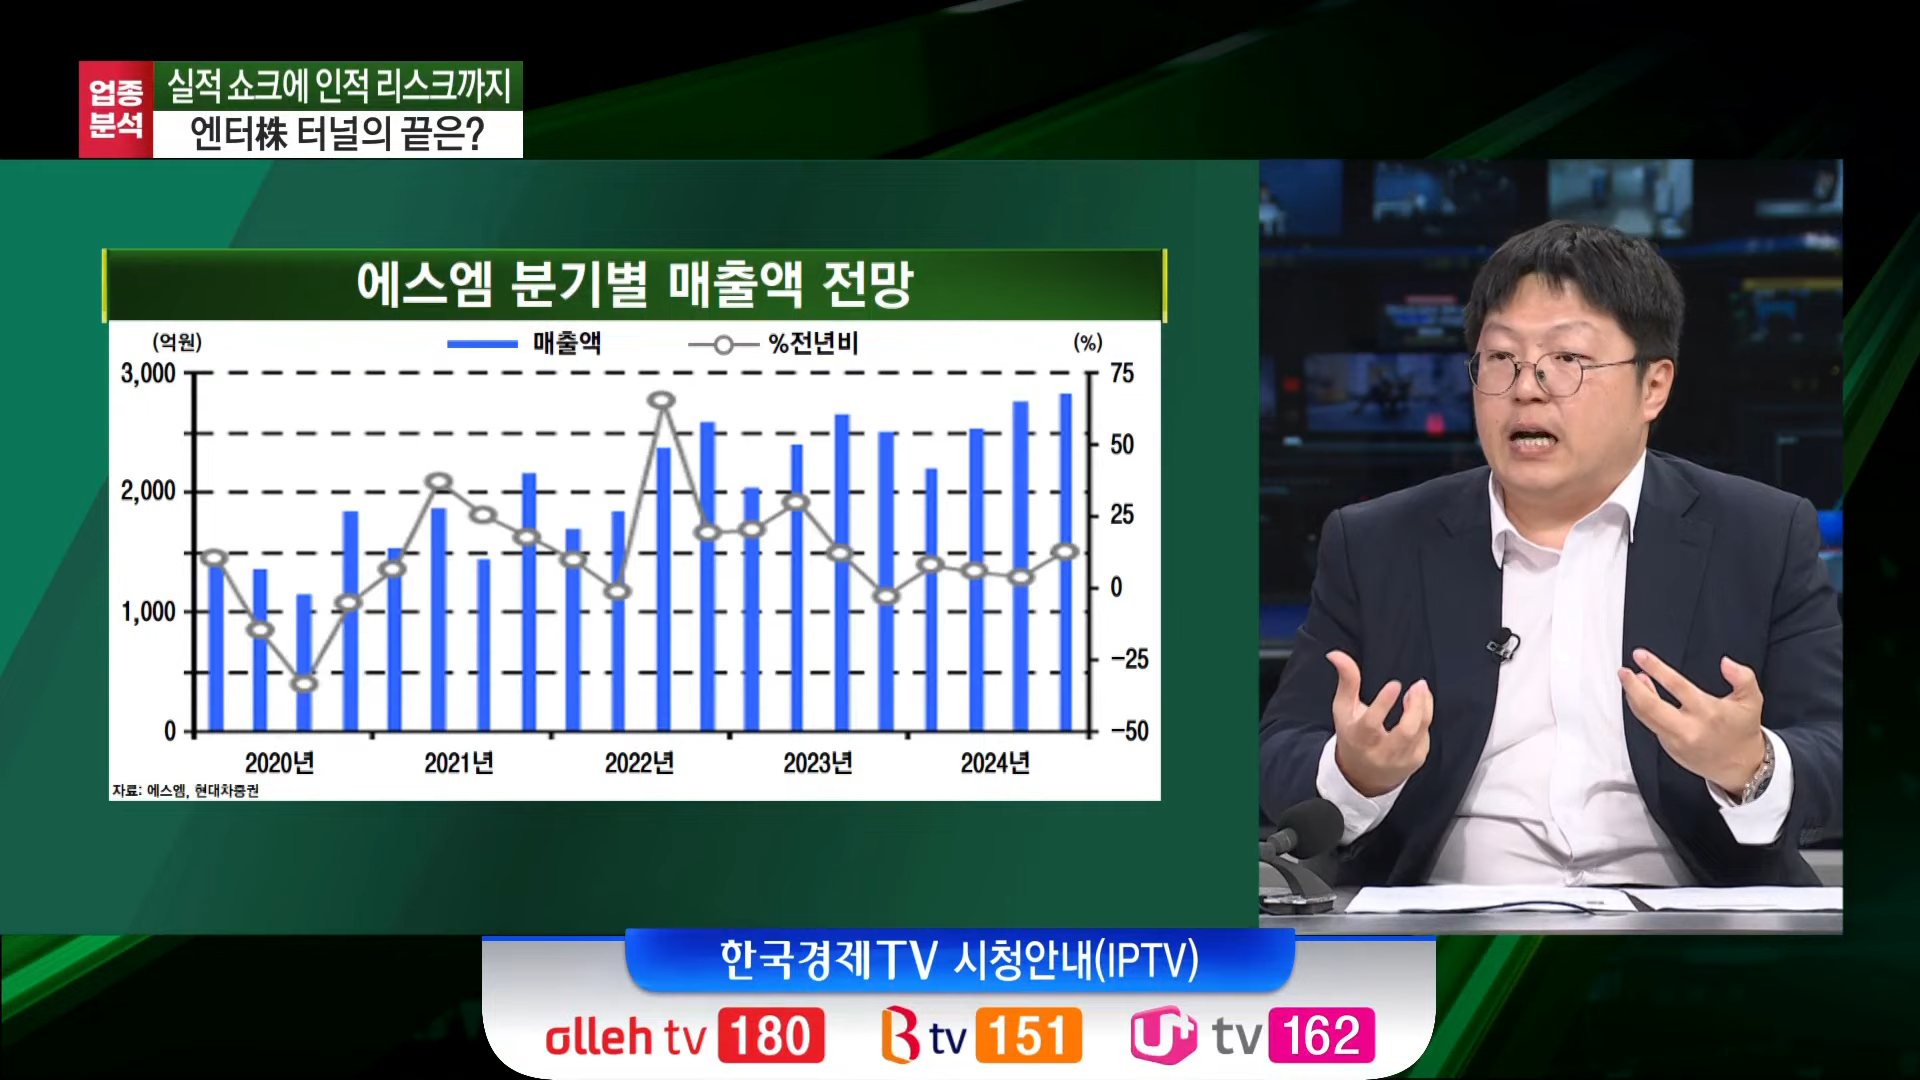 업종
분석
실적 쇼크에 인적 리스크까지
엔터株 터널의 끝은?
에스엠 분기별 매출액 전망
(억원) 매출액 %전년비 (%)
3,000 75
50
2,000
25
0
1,000
-25
0 -50
2020년 2021년 2022년 2023년 2024년
자료: 에스엠, 현대차증권
한국경제TV 시청안내(IPTV)
olleh tv 180 B tv 151 U+ tv 162